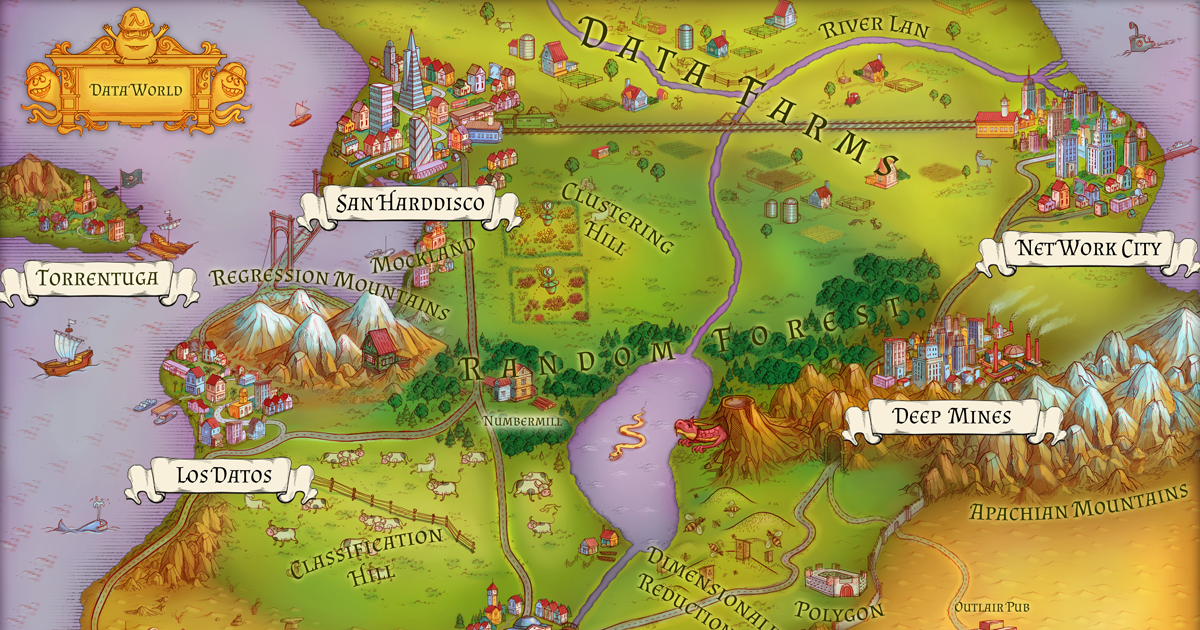 DATAWORLD
DATA FARMS
RIVER LAN
SAN HARDDISCO
CLUSTERING
HILL
MOCKLAND
NETWORK CITY
TORRENTUGA
REGRESSION MOUNTAINS
RANDOM FOREST
NUMBERMILL
DEEP MINES
LOS DATOS
APACHIAN MOUNTAINS
CLASSIFICATION
HILL
DIMENSIONALI
REDUCTION
POLYGON
OUTLAIR PUB